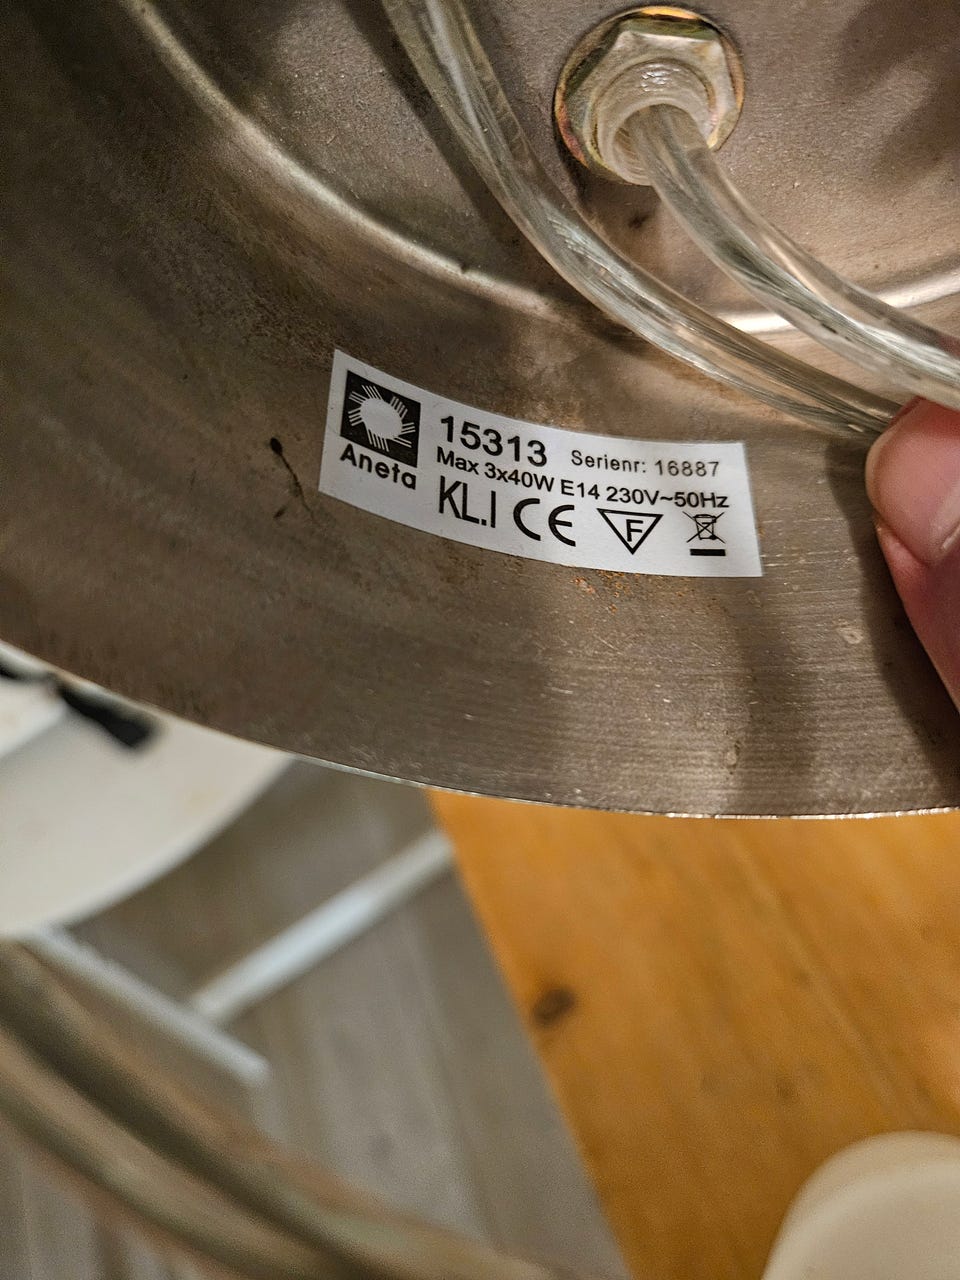 Aneta
15313 Serienr: 16887
Max 3x40W E14 230V~50Hz
KL.I CE F